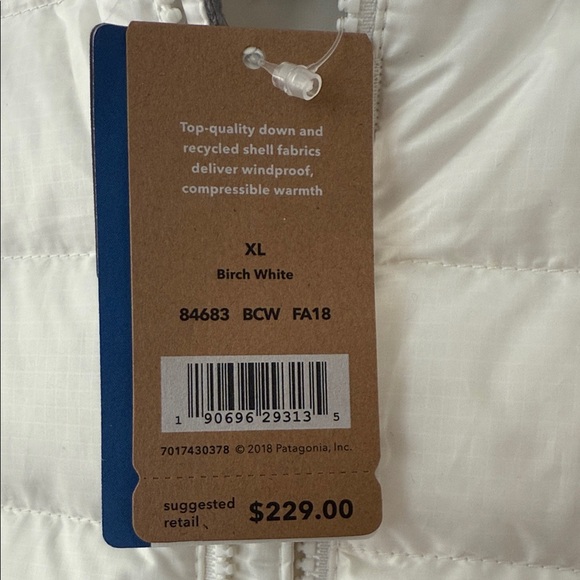 Top-quality down and
recycled shell fabrics
deliver windproof,
compressible warmth
XL
Birch White
84683 BCW FA18
1 90696 29313 5
7017430378 © 2018 Patagonia, Inc.
suggested
retail
$229.00